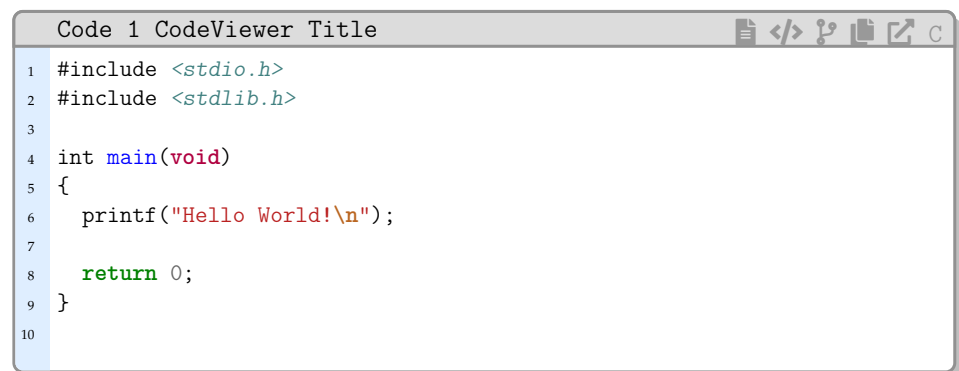 Code 1 CodeViewer Title C
1 #include <stdio.h>
2 #include <stdlib.h>
3
4 int main(void)
5 {
6   printf("Hello World!\n");
7
8   return 0;
9 }
10